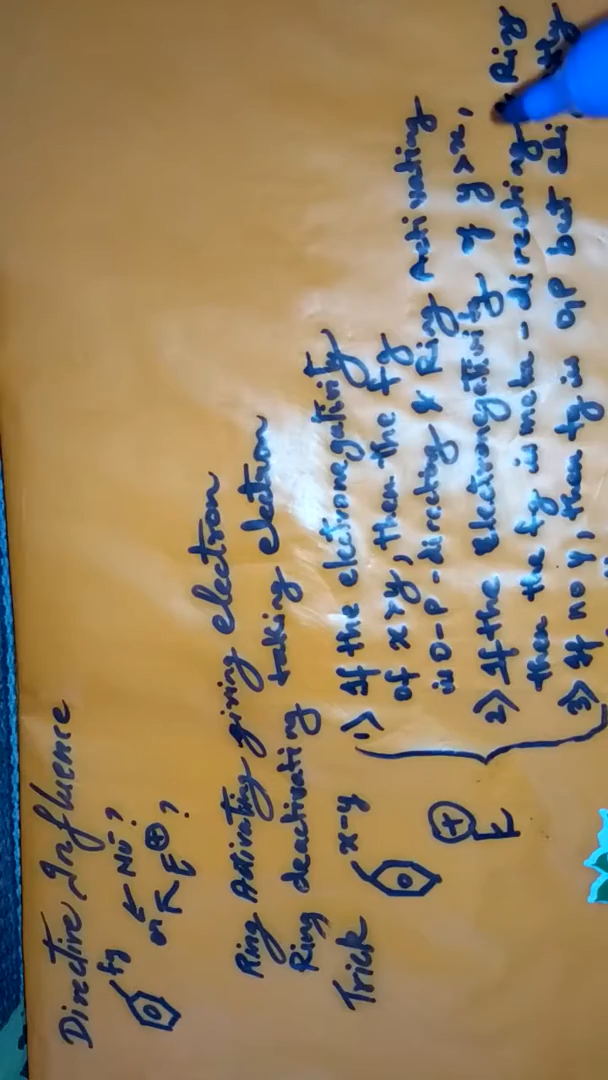 Directive Influence
fg ← Nu⁻?
or ← E⊕?
Ring Activating giving electron
Ring deactivating taking electron
Trick x-y
1) If the electronegativity
of x>y, then the fg
is o-p-directing & Ring Activating
2) If the electronegativity of y>x,
then the fg is meta-directing Ring
3) If no y, then fg is op but
⊕
E